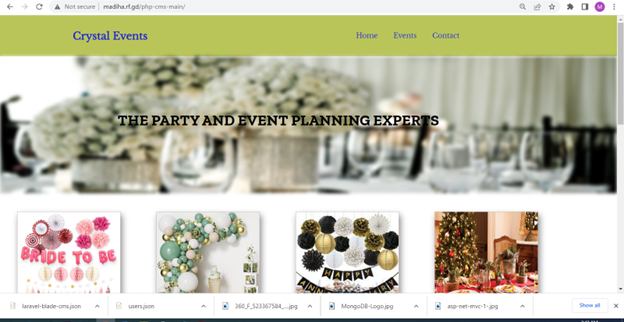 Not secure | madiha.rf.gd/php-cms-main/
M
Crystal Events
Home Events Contact
THE PARTY AND EVENT PLANNING EXPERTS
BRIDE TO BE
HAPPY
laravel-blade-cms.json
users.json
360_F_523367584_....jpg
MongoDB-Logo.jpg
asp-net-mvc-1-.jpg
Show all